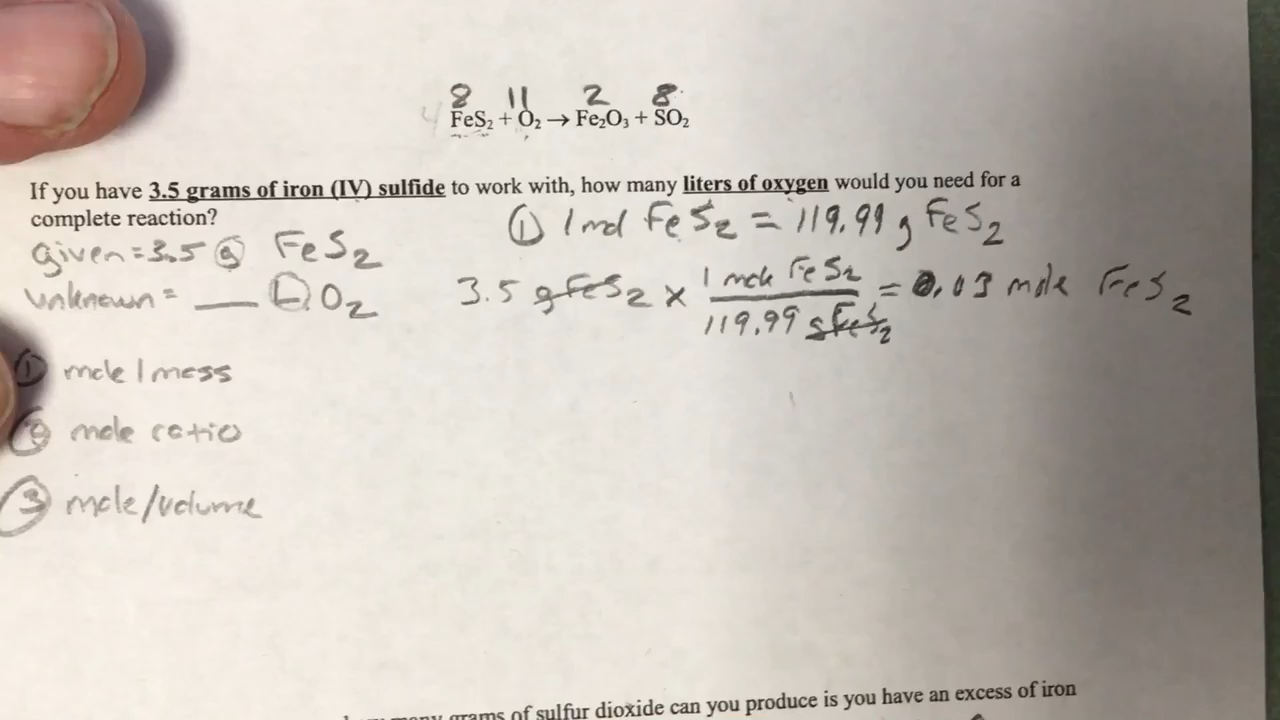 8 11 2 8
4 FeS₂ + O₂ → Fe₂O₃ + SO₂
If you have 3.5 grams of iron (IV) sulfide to work with, how many liters of oxygen would you need for a
complete reaction?
① 1 mol FeS₂ = 119.99 g FeS₂
given = 3.5 g FeS₂
unknown = ___ L O₂
3.5 g FeS₂ x 1 mole FeS₂ / 119.99 g FeS₂ = 0.03 mole FeS₂
① mole/mass
② mole ratio
③ mole/volume
grams of sulfur dioxide can you produce is you have an excess of iron